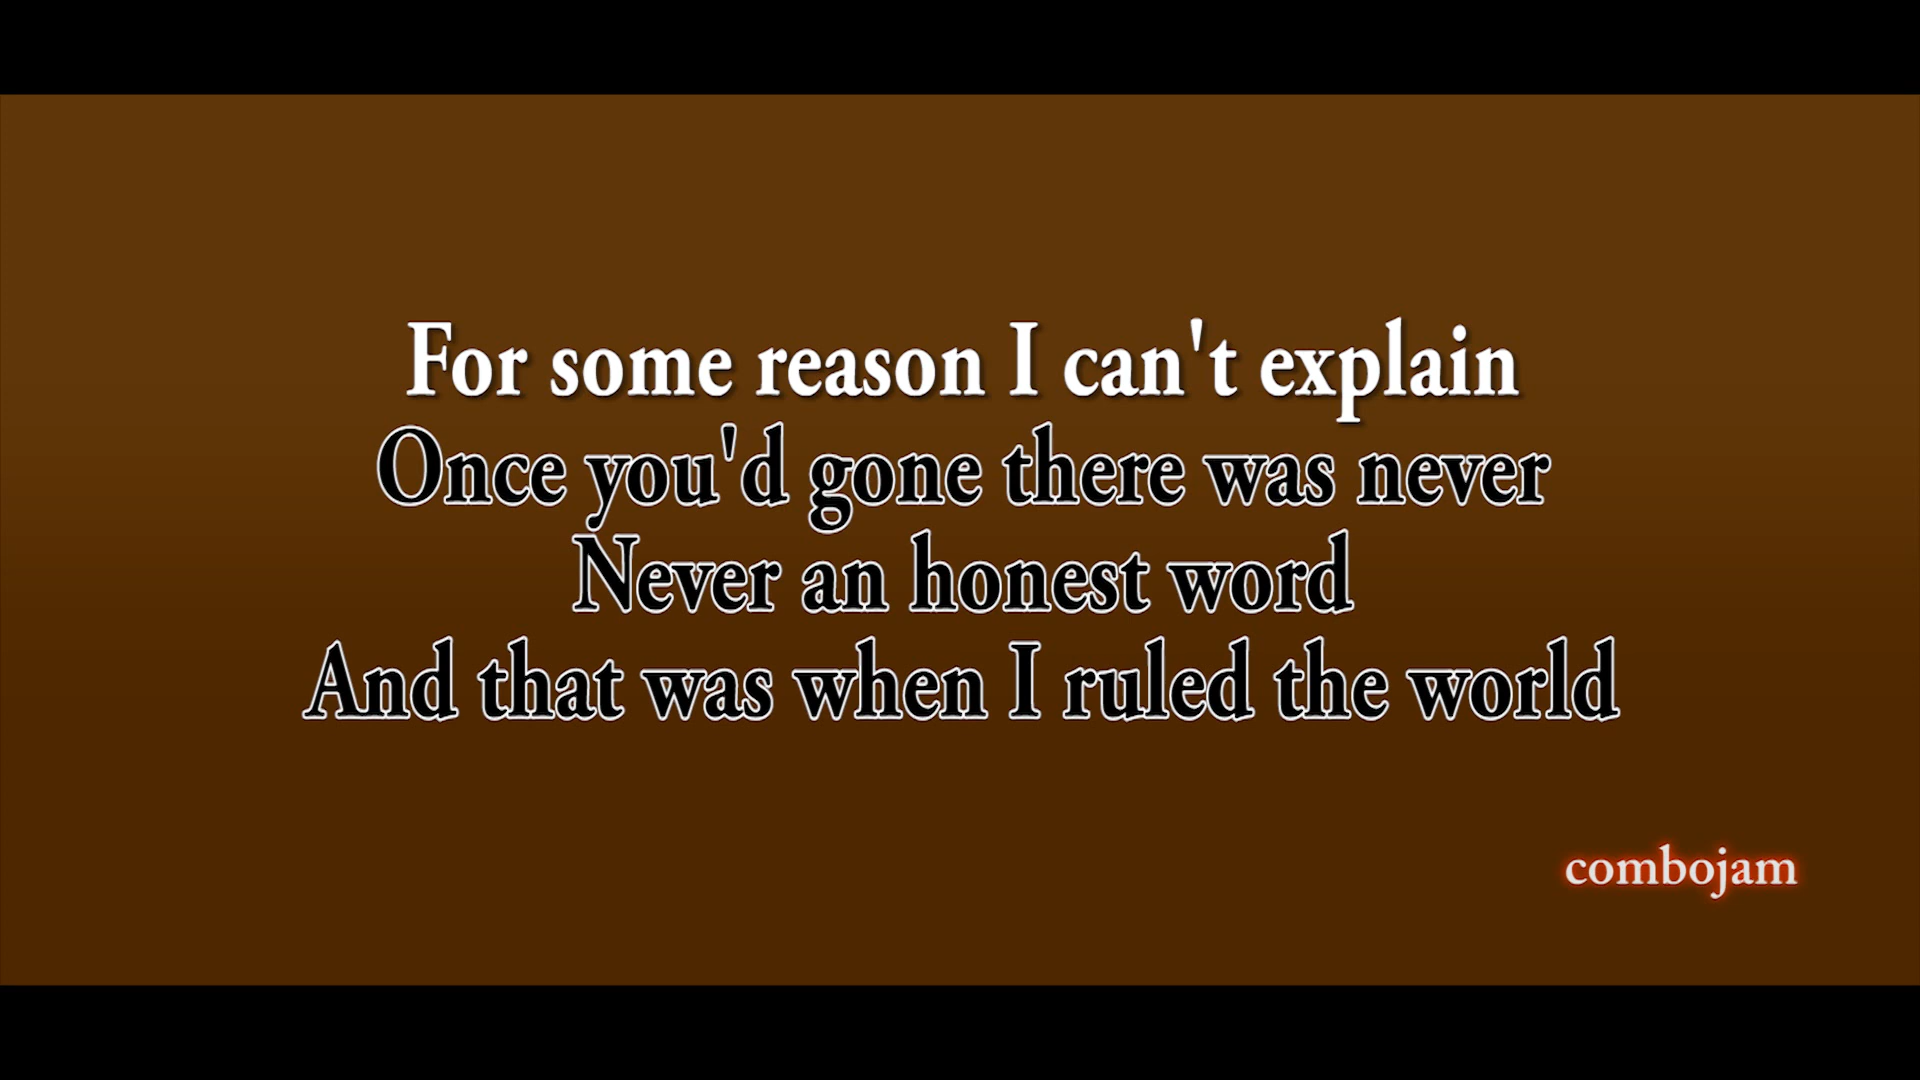 For some reason I can't explain
Once you'd gone there was never
Never an honest word
And that was when I ruled the world
combojam